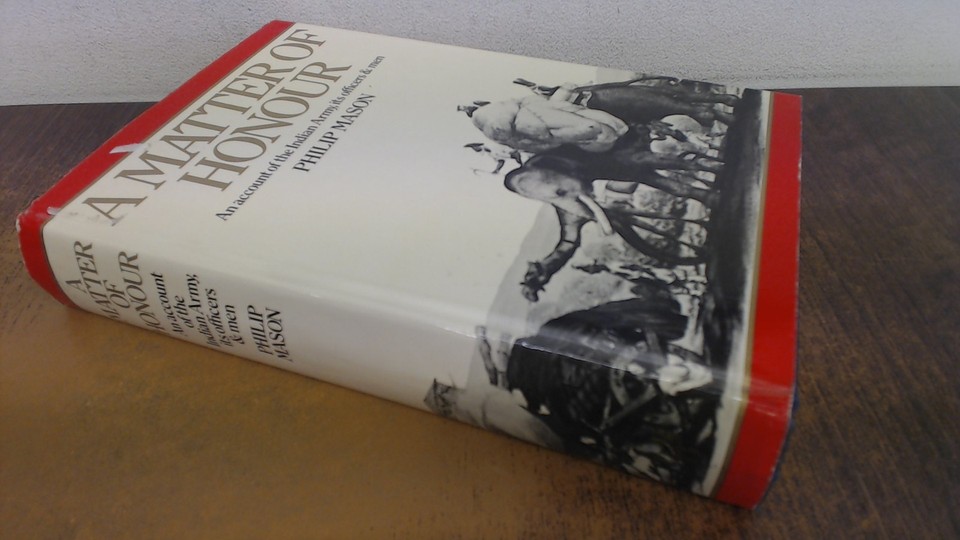 A MATTER OF
HONOUR
An account of the Indian Army, its officers & men
PHILIP MASON
A
MATTER
OF
HONOUR
An account
of the
Indian Army,
its officers
& men
PHILIP
MASON